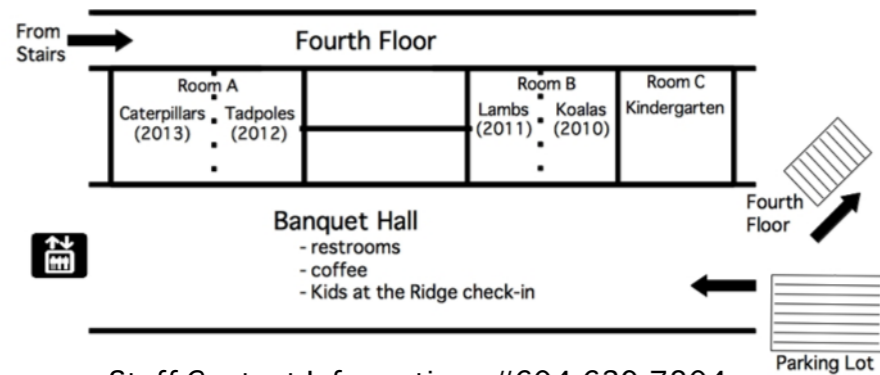 From
Stairs
Fourth Floor
Room A
Caterpillars
(2013)
Tadpoles
(2012)
Room B
Lambs
(2011)
Koalas
(2010)
Room C
Kindergarten
Fourth
Floor
Banquet Hall
- restrooms
- coffee
- Kids at the Ridge check-in
Parking Lot